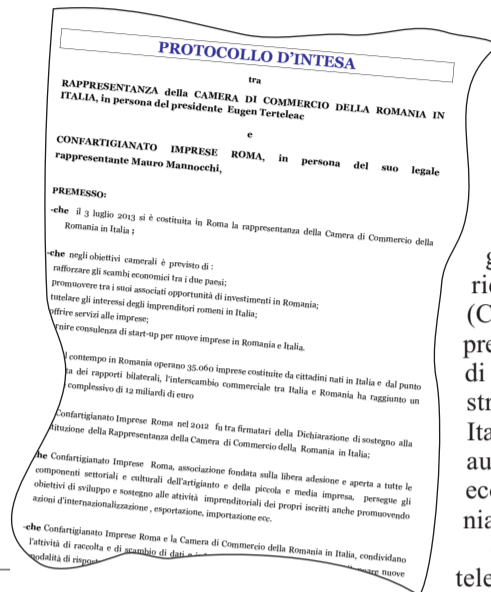 PROTOCOLLO D'INTESA
tra
RAPPRESENTANZA della CAMERA DI COMMERCIO DELLA ROMANIA IN
ITALIA, in persona del presidente Eugen Terteleac
e
CONFARTIGIANATO IMPRESE ROMA, in persona del suo legale
rappresentante Mauro Mannocchi,
PREMESSO:
-che il 3 luglio 2013 si è costituita in Roma la rappresentanza della Camera di Commercio della
Romania in Italia ;
-che negli obiettivi camerali è previsto di :
rafforzare gli scambi economici tra i due paesi;
promuovere tra i suoi associati opportunità di investimenti in Romania;
tutelare gli interessi degli imprenditori romeni in Italia;
offrire servizi alle imprese;
rnire consulenza di start-up per nuove imprese in Romania e Italia.
l contempo in Romania operano 35.060 imprese costituite da cittadini nati in Italia e dal punto
ta dei rapporti bilaterali, l'interscambio commerciale tra Italia e Romania ha raggiunto un
complessivo di 12 miliardi di euro
Confartigianato Imprese Roma nel 2012 fu tra firmatari della Dichiarazione di sostegno alla
tituzione della Rappresentanza della Camera di Commercio della Romania in Italia;
he Confartigianato Imprese Roma, associazione fondata sulla libera adesione e aperta a tutte le
componenti settoriali e culturali dell'artigianto e della piccola e media impresa, persegue gli
obiettivi di sviluppo e sostegno alle attività imprenditoriali dei propri iscritti anche promuovendo
azioni d'internazionalizzazione , esportazione, importazione ecc.
-che Confartigianato Imprese Roma e la Camera di Commercio della Romania in Italia, condividano
l'attività di raccolta e di scambio di dati e nuove
modalità di
g
ri
(C
pre
di
str
Ita
au
ec
nia
tele